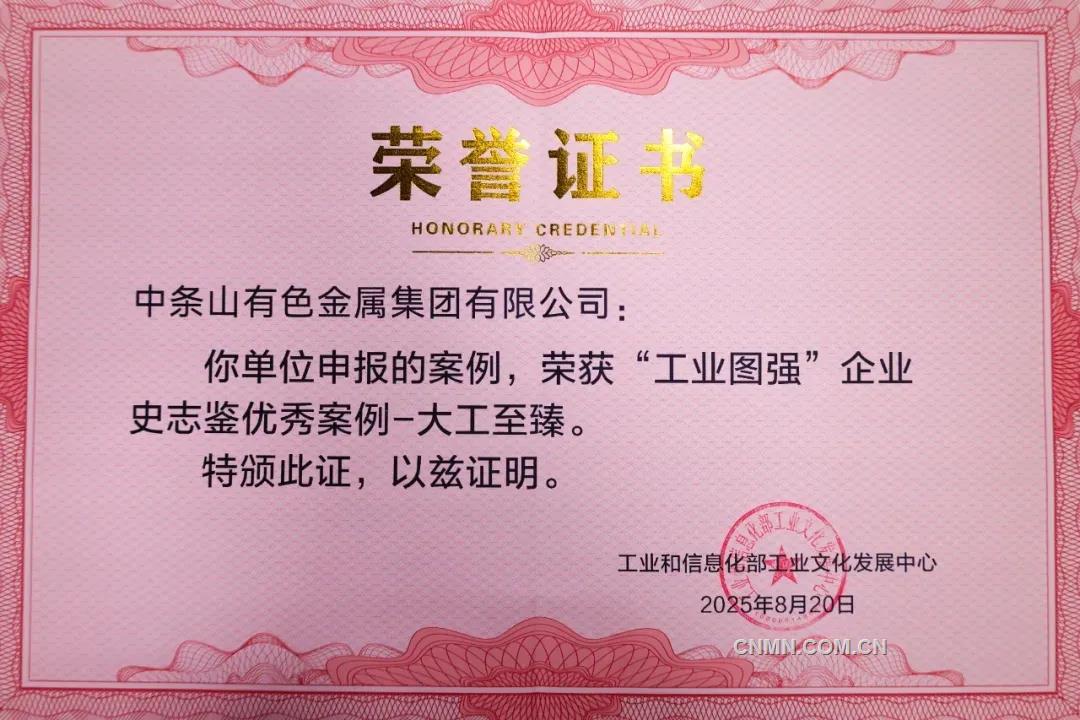 荣誉证书
HONORARY CREDENTIAL
中条山有色金属集团有限公司：
你单位申报的案例，荣获“工业图强”企业
史志鉴优秀案例-大工至臻。
特颁此证，以兹证明。
工业和信息化部工业文化发展中心
2025年8月20日
CNMN.COM.CN